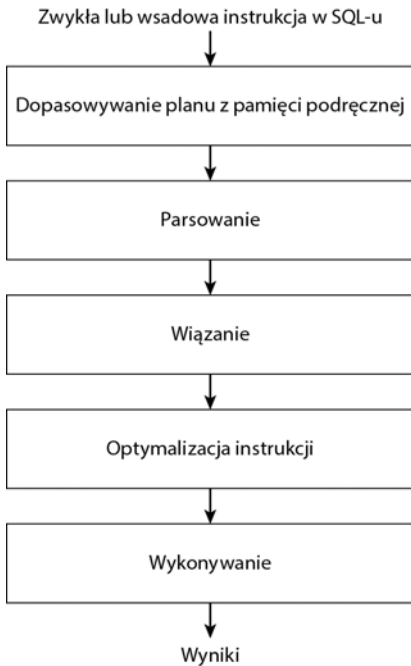 Zwykła lub wsadowa instrukcja w SQL-u
Dopasowywanie planu z pamięci podręcznej
Parsowanie
Wiązanie
Optymalizacja instrukcji
Wykonywanie
Wyniki